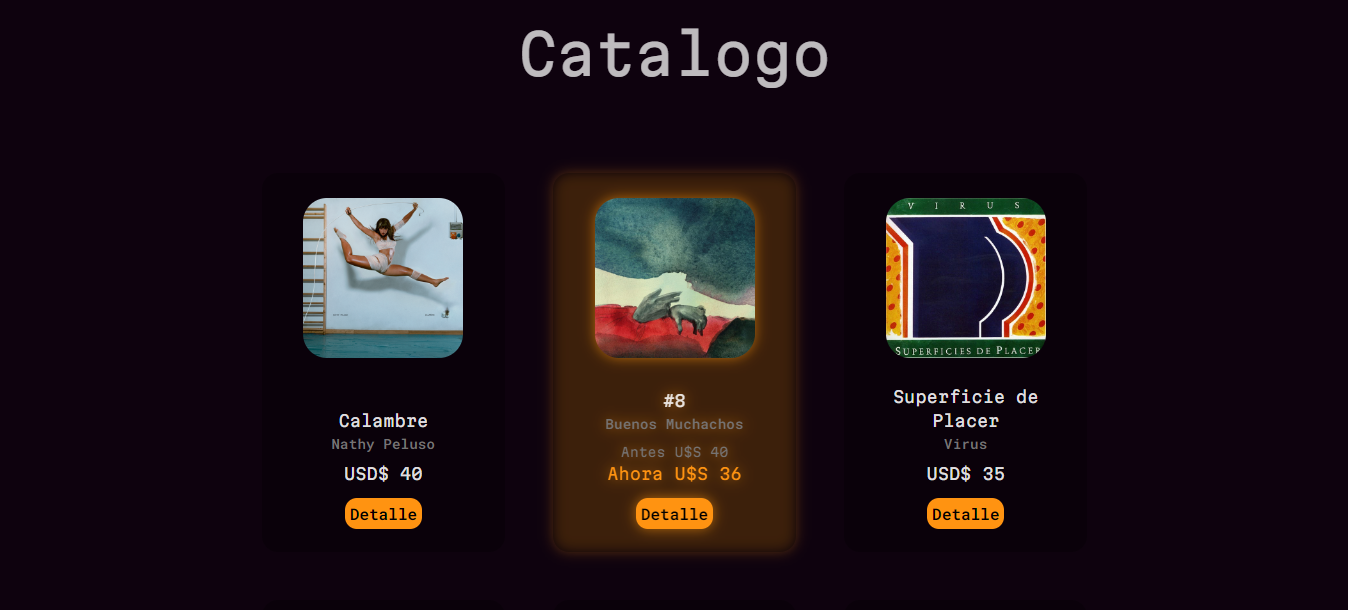 Catalogo
Calambre
Nathy Peluso
USD$ 40
Detalle
#8
Buenos Muchachos
Antes U$S 40
Ahora U$S 36
Detalle
V I R U S
SUPERFICIES DE PLACER
Superficie de
Placer
Virus
USD$ 35
Detalle